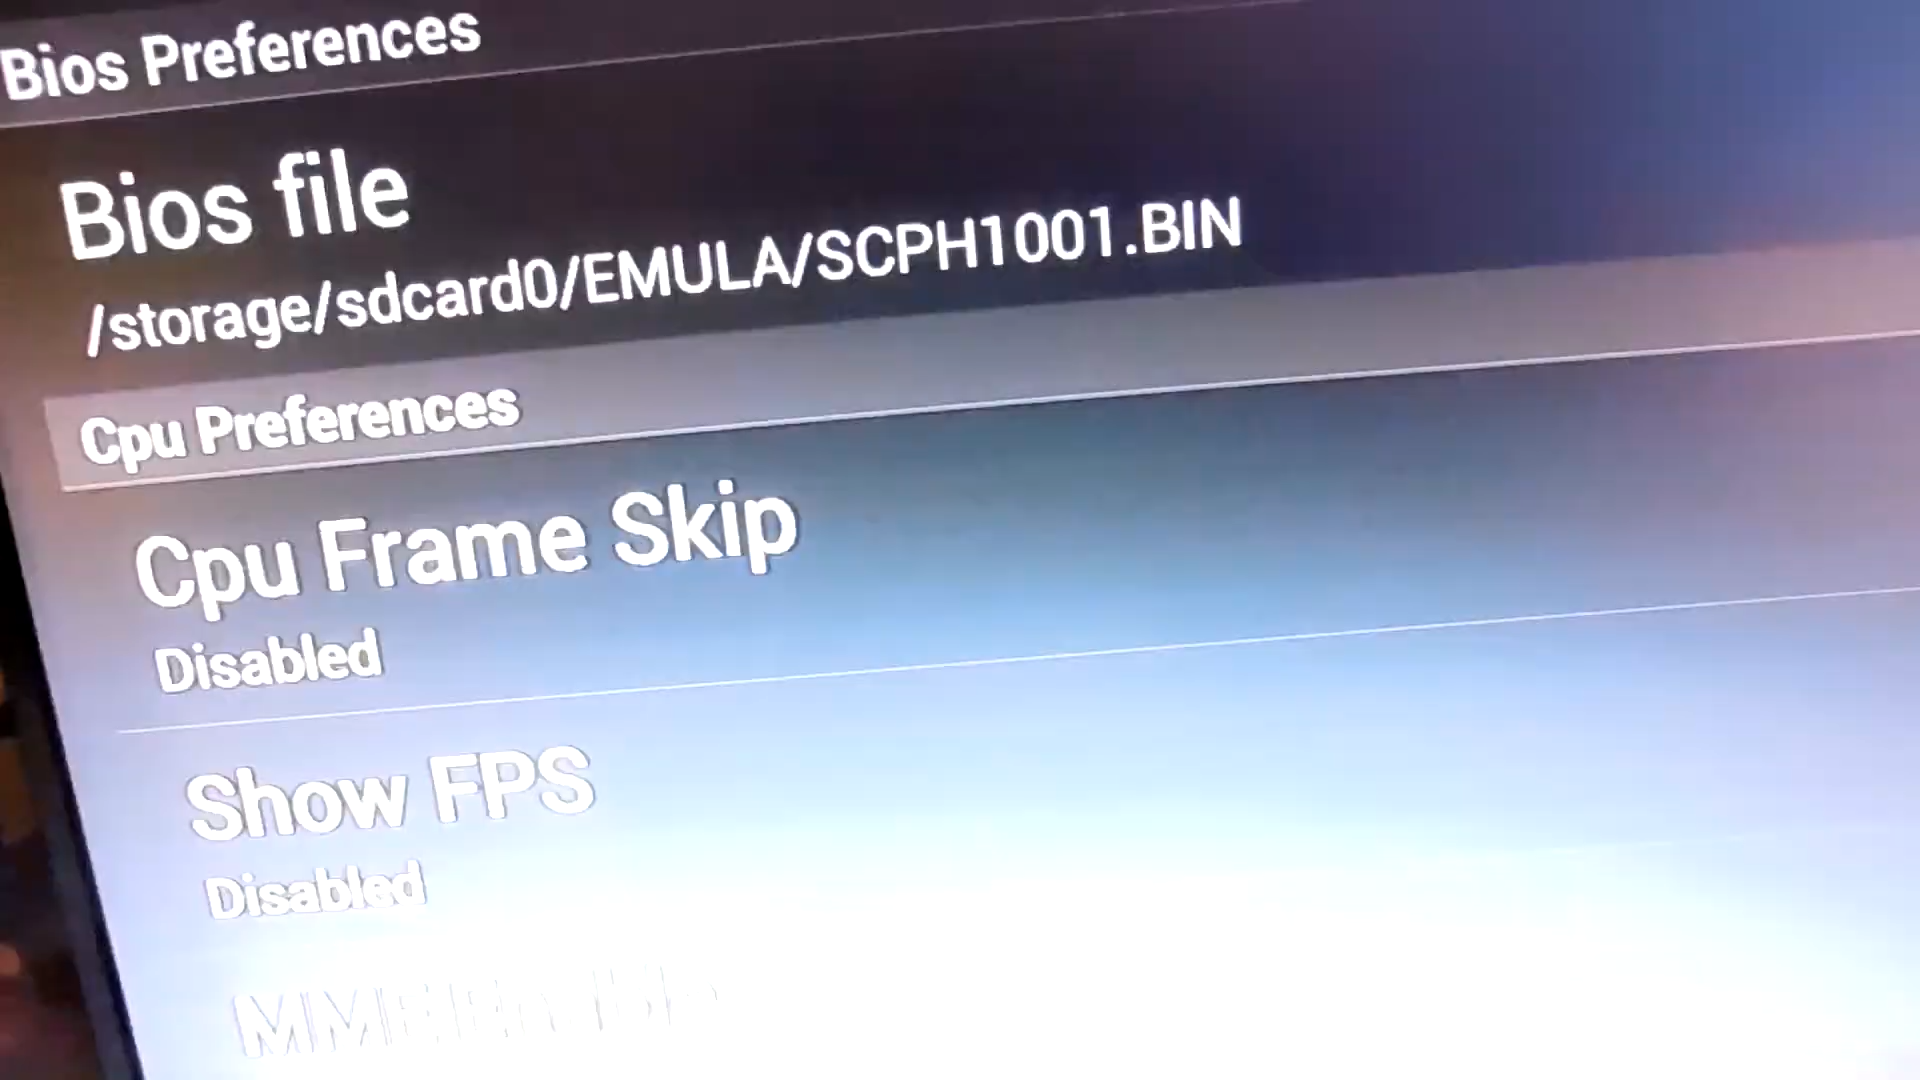 Bios Preferences
Bios file
/storage/sdcard0/EMULA/SCPH1001.BIN
Cpu Preferences
Cpu Frame Skip
Disabled
Show FPS
Disabled